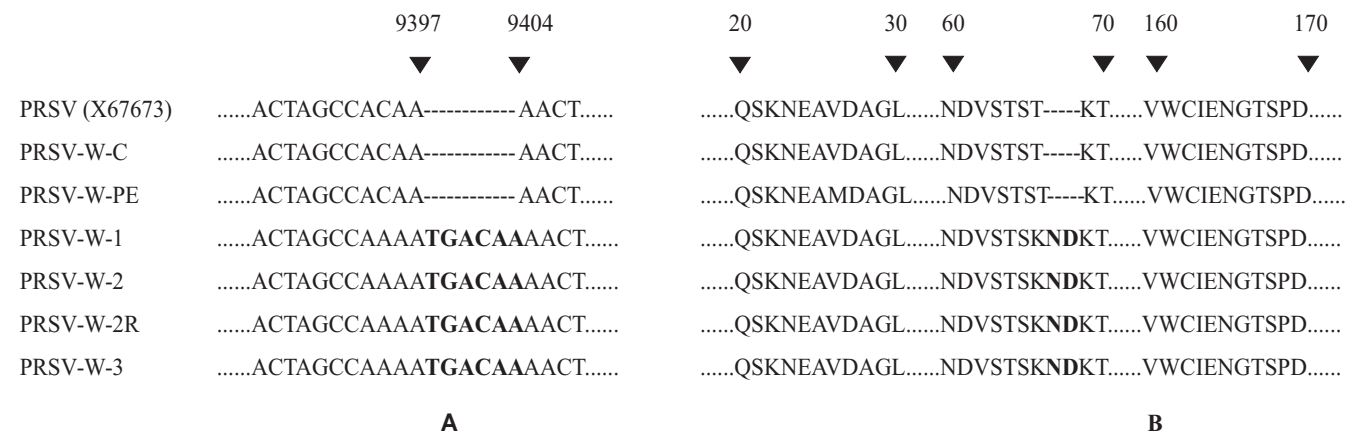 9397 9404 20 30 60 70 160 170
PRSV (X67673) ......ACTAGCCACAA------------AACT...... ......QSKNEAVDAGL......NDVSTST-----KT......VWCIENGTSPD......
PRSV-W-C ......ACTAGCCACAA------------AACT...... ......QSKNEAVDAGL......NDVSTST-----KT......VWCIENGTSPD......
PRSV-W-PE ......ACTAGCCACAA------------AACT...... ......QSKNEAMDAGL......NDVSTST-----KT......VWCIENGTSPD......
PRSV-W-1 ......ACTAGCCAAAATGACAAAACT...... ......QSKNEAVDAGL......NDVSTSKNDKT......VWCIENGTSPD......
PRSV-W-2 ......ACTAGCCAAAATGACAAAACT...... ......QSKNEAVDAGL......NDVSTSKNDKT......VWCIENGTSPD......
PRSV-W-2R ......ACTAGCCAAAATGACAAAACT...... ......QSKNEAVDAGL......NDVSTSKNDKT......VWCIENGTSPD......
PRSV-W-3 ......ACTAGCCAAAATGACAAAACT...... ......QSKNEAVDAGL......NDVSTSKNDKT......VWCIENGTSPD......
A B